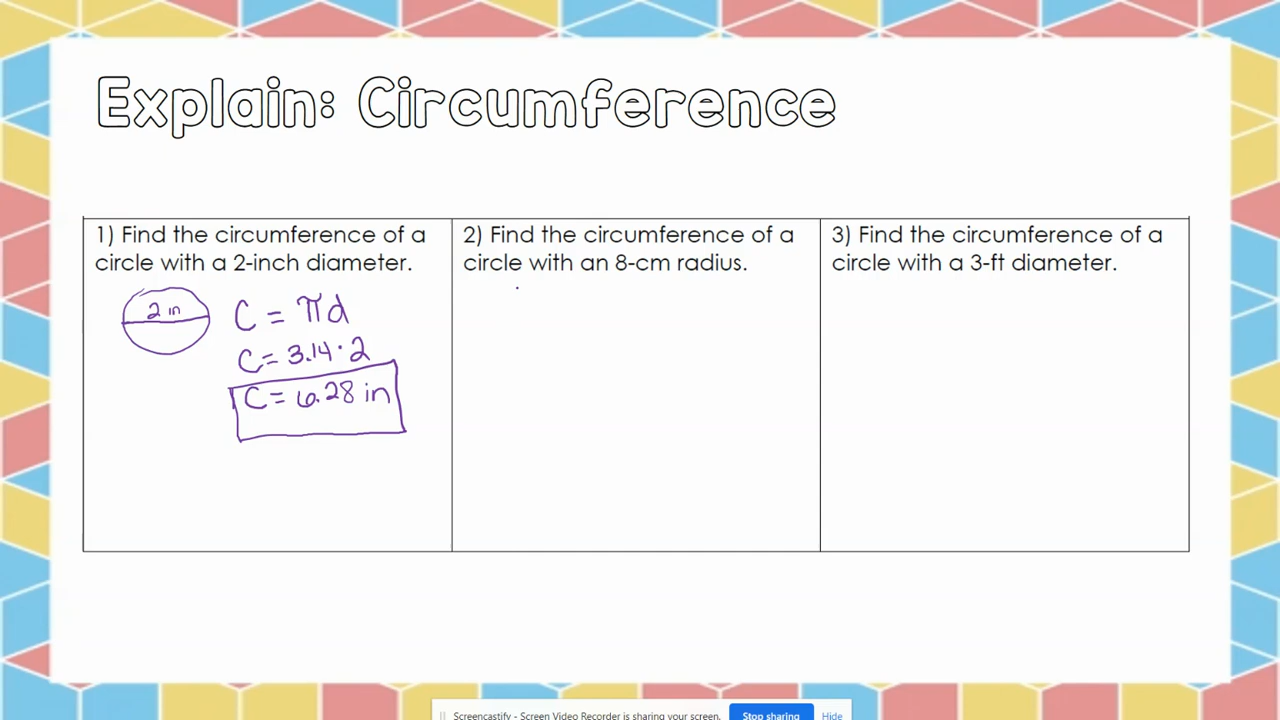 Explain: Circumference
1) Find the circumference of a
circle with a 2-inch diameter.
2 in
C = πd
C = 3.14 · 2
C = 6.28 in
2) Find the circumference of a
circle with an 8-cm radius.
3) Find the circumference of a
circle with a 3-ft diameter.
Screencastify - Screen Video Recorder is sharing your screen.
Stop sharing
Hide